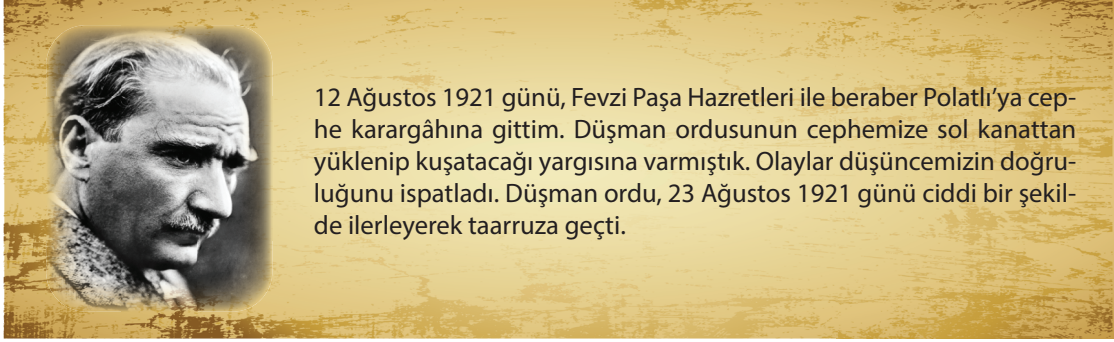 12 Ağustos 1921 günü, Fevzi Paşa Hazretleri ile beraber Polatlı’ya cep-
he karargâhına gittim. Düşman ordusunun cephemize sol kanattan
yüklenip kuşatacağı yargısına varmıştık. Olaylar düşüncemizin doğru-
luğunu ispatladı. Düşman ordu, 23 Ağustos 1921 günü ciddi bir şekil-
de ilerleyerek taarruza geçti.